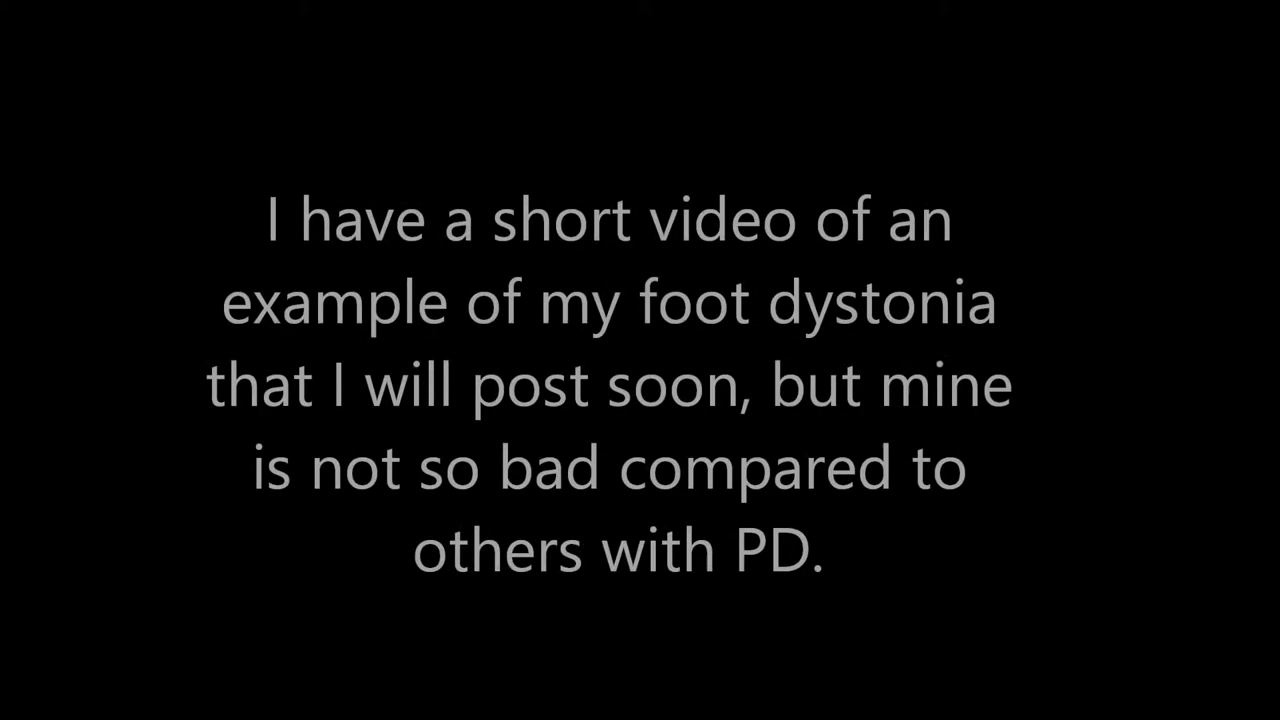 I have a short video of an
example of my foot dystonia
that I will post soon, but mine
is not so bad compared to
others with PD.